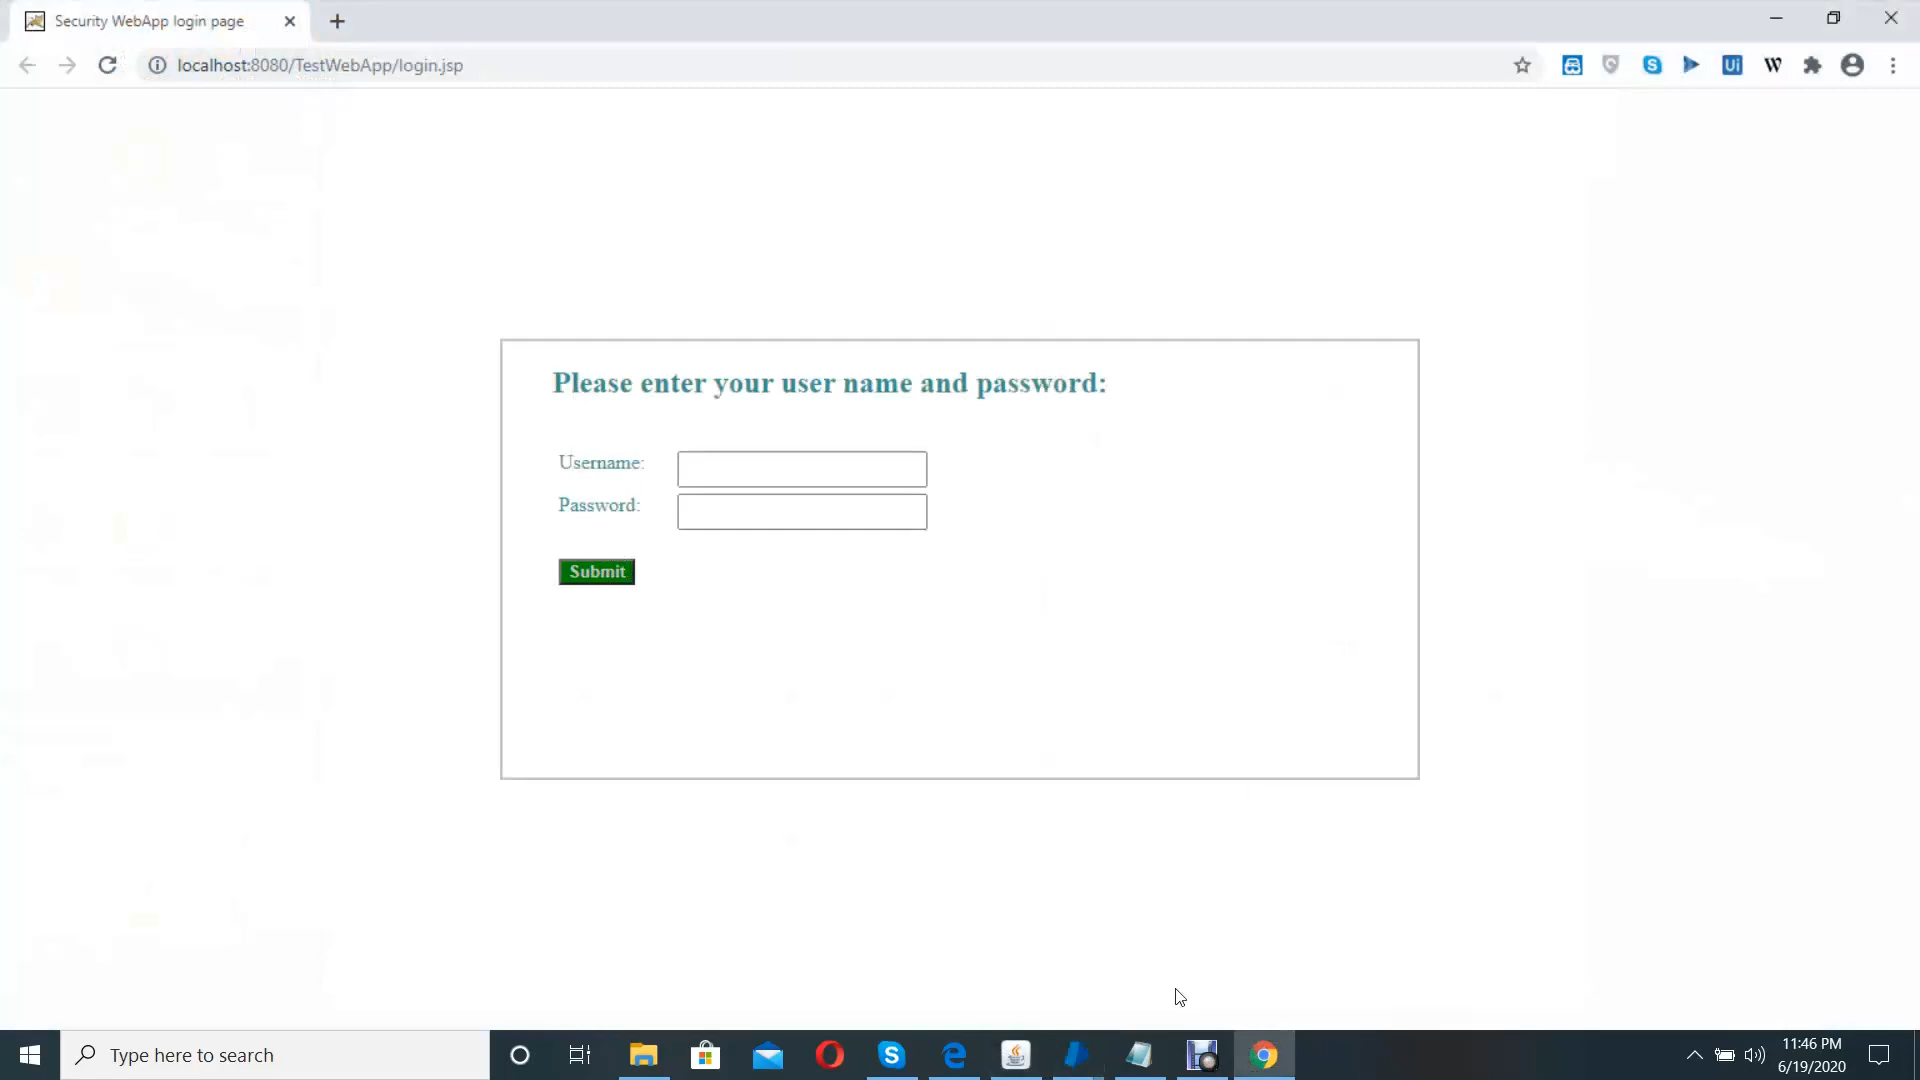 Security WebApp login page
localhost:8080/TestWebApp/login.jsp
Ui
W
Please enter your user name and password:
Username:
Password:
Submit
Type here to search
11:46 PM
6/19/2020